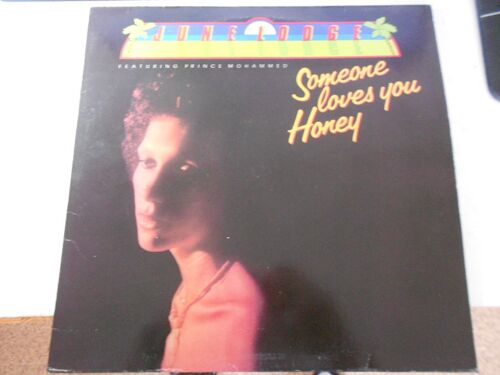 JUNE LODGE
FEATURING PRINCE MOHAMMED
Someone
loves you
Honey